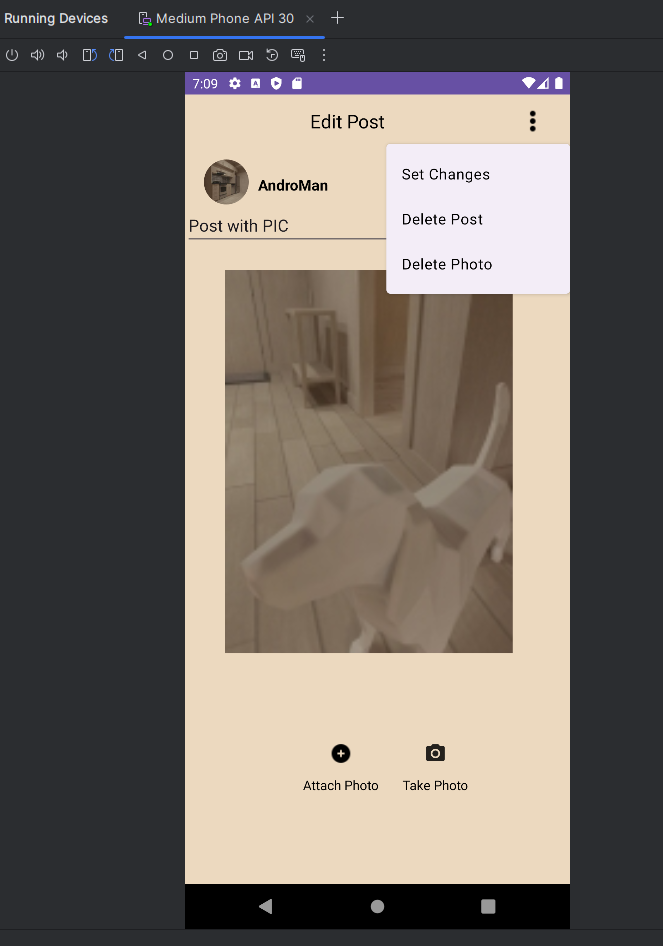 Running Devices
Medium Phone API 30
7:09
A
Edit Post
Set Changes
AndroMan
Delete Post
Post with PIC
Delete Photo
Attach Photo
Take Photo